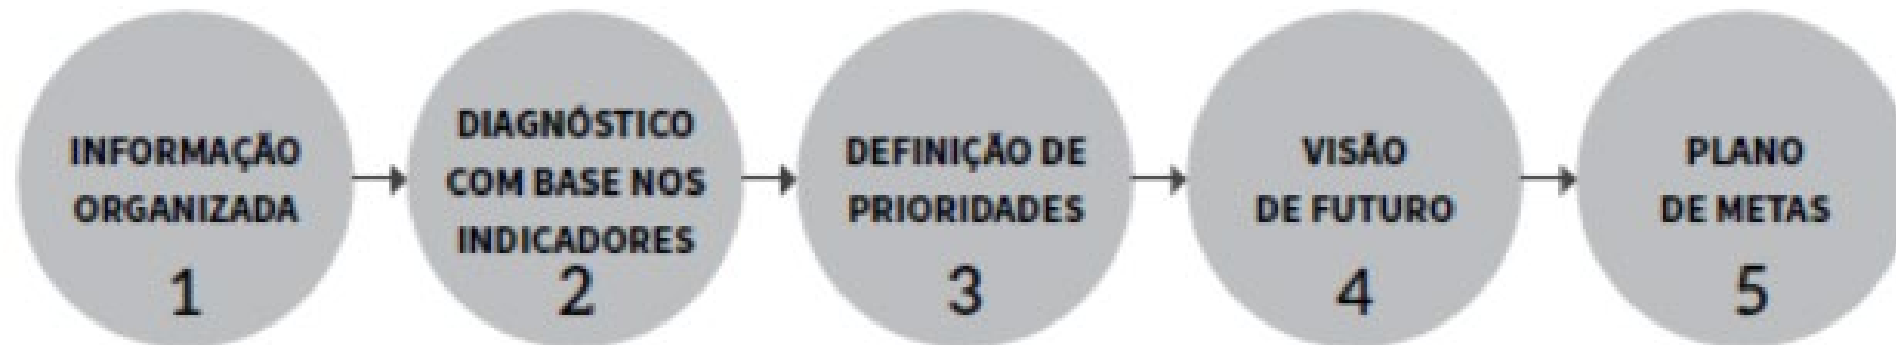 INFORMAÇÃO
ORGANIZADA
1
DIAGNÓSTICO
COM BASE NOS
INDICADORES
2
DEFINIÇÃO DE
PRIORIDADES
3
VISÃO
DE FUTURO
4
PLANO
DE METAS
5